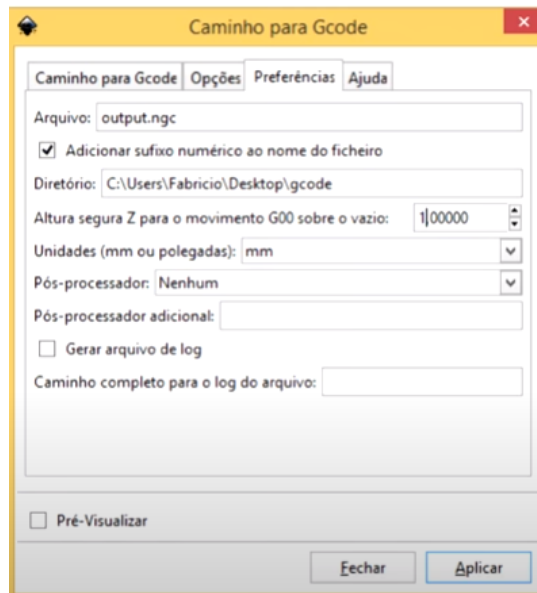 Caminho para Gcode
Caminho para Gcode Opções Preferências Ajuda
Arquivo: output.ngc
Adicionar sufixo numérico ao nome do ficheiro
Diretório: C:\Users\Fabricio\Desktop\gcode
Altura segura Z para o movimento G00 sobre o vazio: 1,00000
Unidades (mm ou polegadas): mm
Pós-processador: Nenhum
Pós-processador adicional:
Gerar arquivo de log
Caminho completo para o log do arquivo:
Pré-Visualizar
Fechar Aplicar